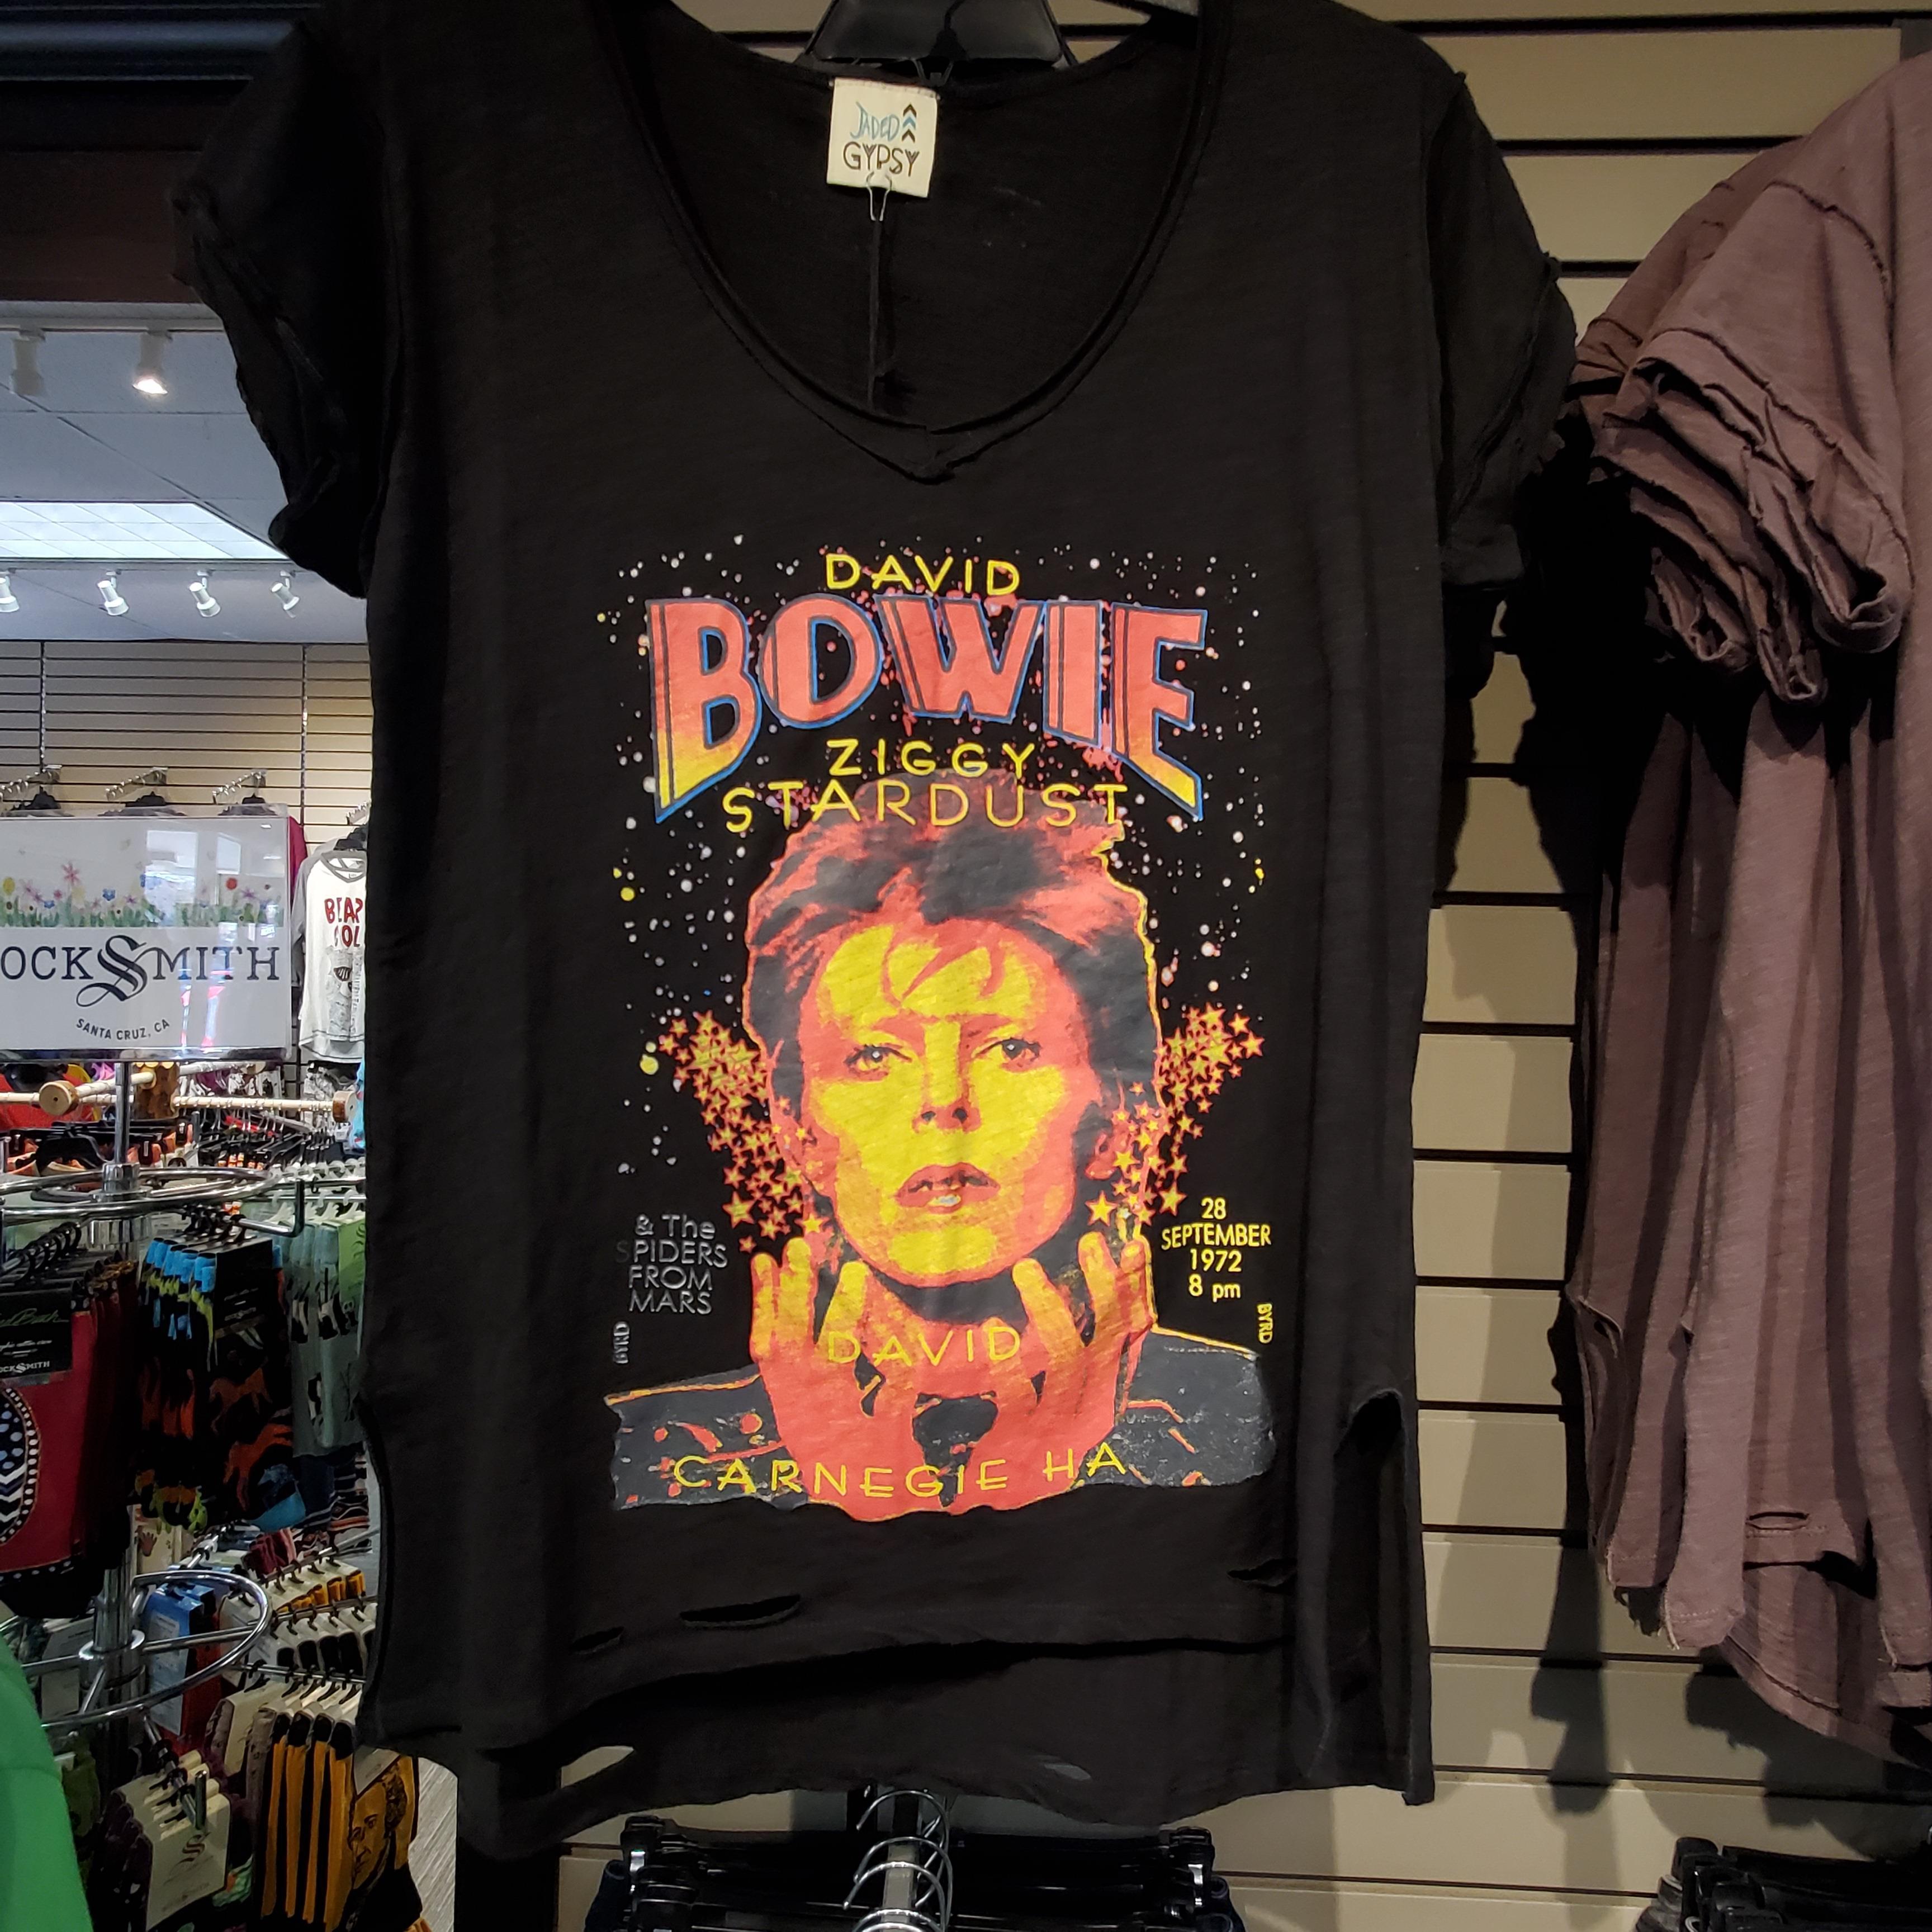 JADED
GYPSY
DAVID
BOWIE
ZIGGY
STARDUST
& The
SPIDERS
FROM
MARS
BYRD
28
SEPTEMBER
1972
8 pm
BYRD
DAVID
CARNEGIE HA
OCKSMITH
SANTA CRUZ, CA
OCKSMITH